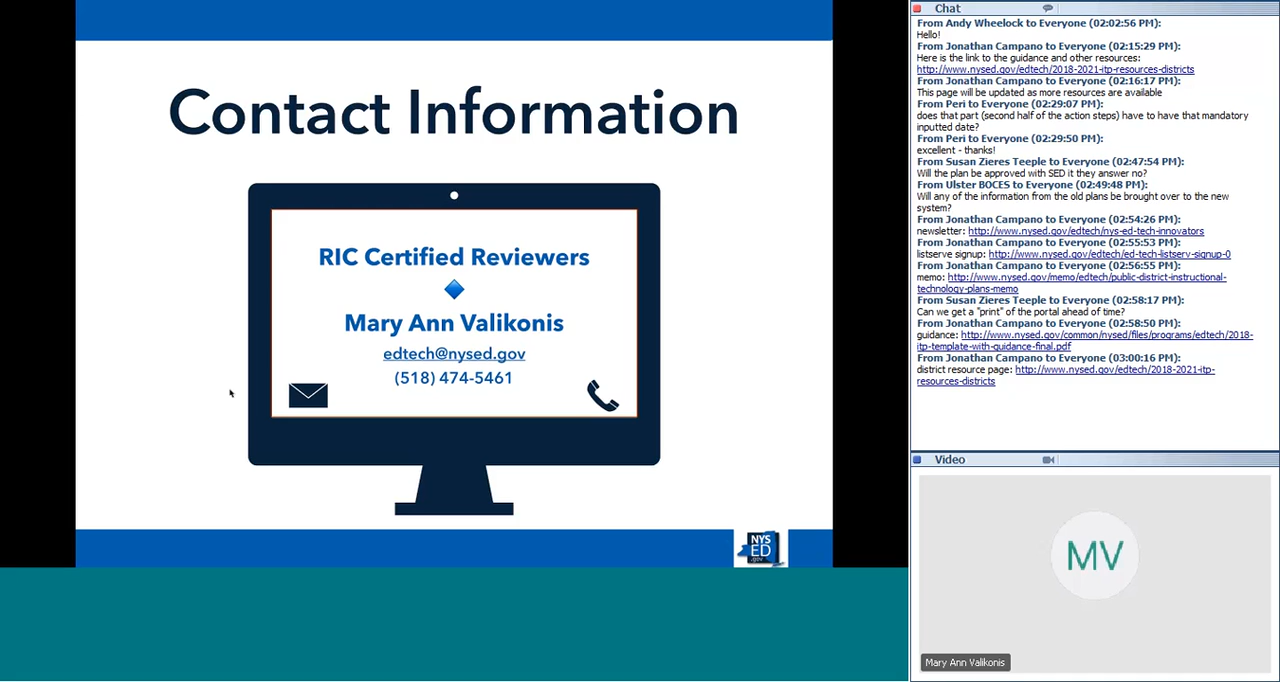 Contact Information
RIC Certified Reviewers
Mary Ann Valikonis
edtech@nysed.gov
(518) 474-5461
NYS
ED
.gov
Chat
From Andy Wheelock to Everyone (02:02:56 PM):
Hello!
From Jonathan Campano to Everyone (02:15:29 PM):
Here is the link to the guidance and other resources:
http://www.nysed.gov/edtech/2018-2021-itp-resources-districts
From Jonathan Campano to Everyone (02:16:17 PM):
This page will be updated as more resources are available
From Peri to Everyone (02:29:07 PM):
does that part (second half of the action steps) have to have that mandatory
inputted date?
From Peri to Everyone (02:29:50 PM):
excellent - thanks!
From Susan Zieres Teeple to Everyone (02:47:54 PM):
Will the plan be approved with SED it they answer no?
From Ulster BOCES to Everyone (02:49:48 PM):
Will any of the information from the old plans be brought over to the new
system?
From Jonathan Campano to Everyone (02:54:26 PM):
newsletter: http://www.nysed.gov/edtech/nys-ed-tech-innovators
From Jonathan Campano to Everyone (02:55:53 PM):
listserve signup: http://www.nysed.gov/edtech/ed-tech-listserv-signup-0
From Jonathan Campano to Everyone (02:56:55 PM):
memo: http://www.nysed.gov/memo/edtech/public-district-instructional-
technology-plans-memo
From Susan Zieres Teeple to Everyone (02:58:17 PM):
Can we get a "print" of the portal ahead of time?
From Jonathan Campano to Everyone (02:58:50 PM):
guidance: http://www.nysed.gov/common/nysed/files/programs/edtech/2018-
itp-template-with-guidance-final.pdf
From Jonathan Campano to Everyone (03:00:16 PM):
district resource page: http://www.nysed.gov/edtech/2018-2021-itp-
resources-districts
Video
MV
Mary Ann Valikonis